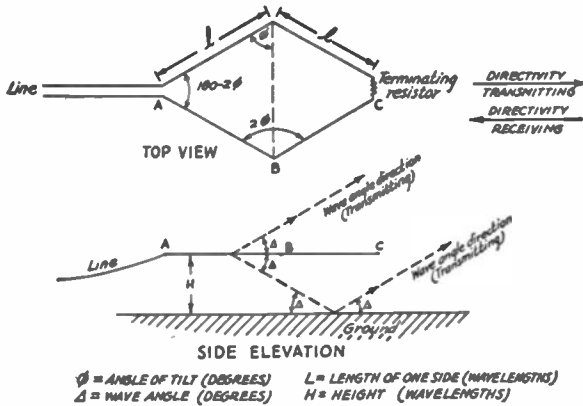 l
l
Φ
Line
A
180-2Φ
Terminating
resistor
C
DIRECTIVITY
TRANSMITTING
DIRECTIVITY
RECEIVING
2Φ
TOP VIEW
B
Wave angle direction
(Transmitting)
Wave angle direction
(Transmitting)
A
Δ
B
C
Δ
LINE
H
Δ
Δ
Ground
SIDE ELEVATION
Φ = ANGLE OF TILT (DEGREES)
L = LENGTH OF ONE SIDE (WAVELENGTHS)
Δ = WAVE ANGLE (DEGREES)
H = HEIGHT (WAVELENGTHS)